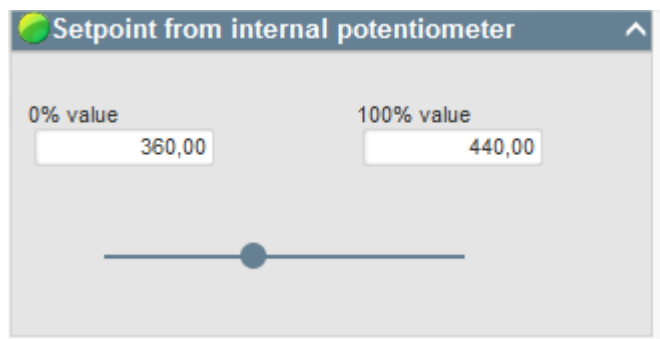 Setpoint from internal potentiometer
0% value 100% value
360,00 440,00